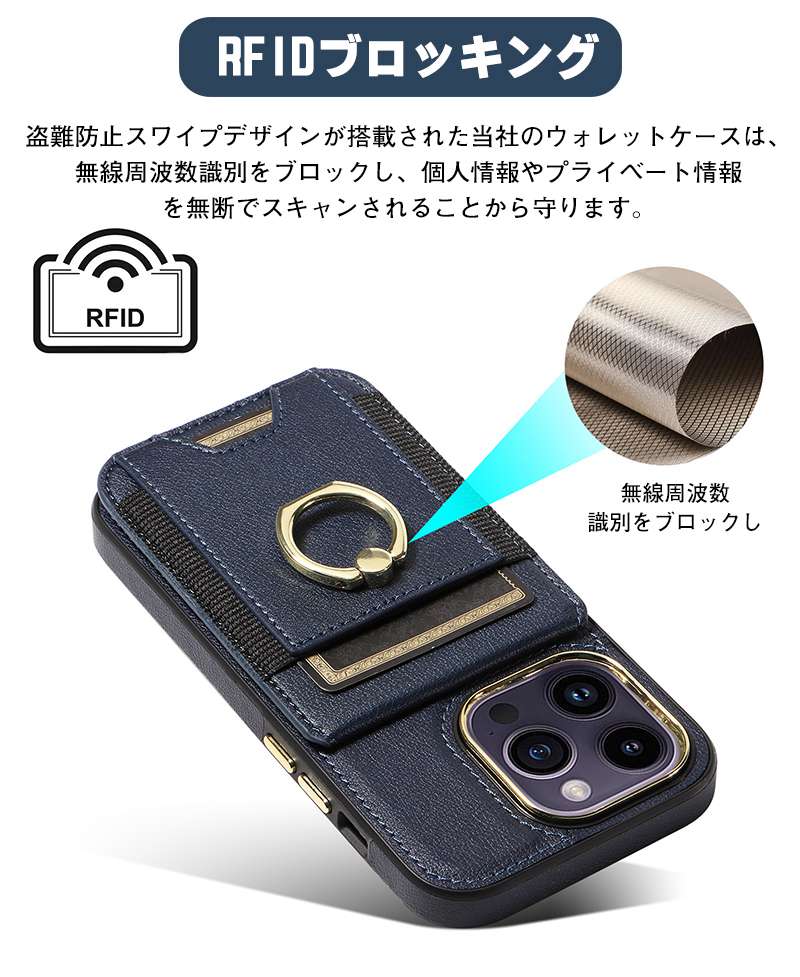 RFIDブロッキング
盗難防止スワイプデザインが搭載された当社のウォレットケースは、
無線周波数識別をブロックし、個人情報やプライベート情報
を無断でスキャンされることから守ります。
RFID
無線周波数
識別をブロックし